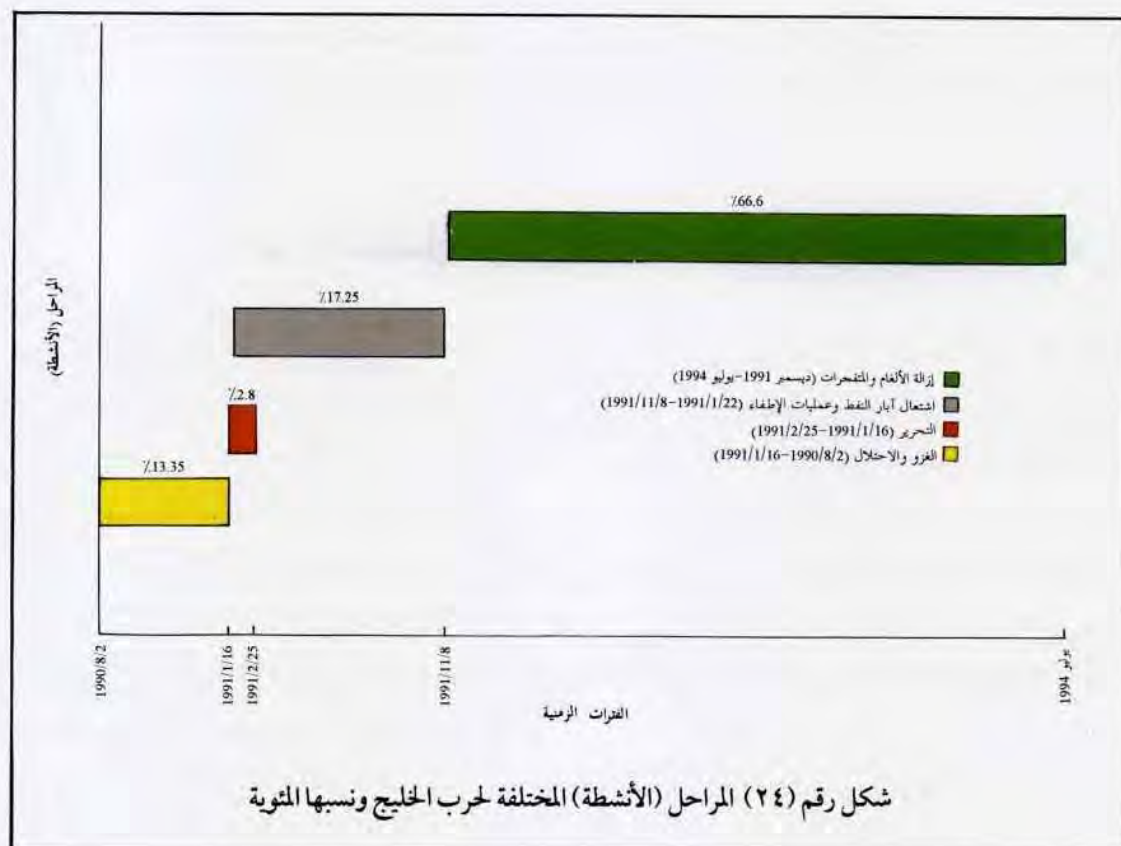 ٪66.6
٪17.25
٪2.8
٪13.35
المراحل (الأنشطة)
إزالة الألغام والمتفجرات (ديسمبر 1991-يوليو 1994)
اشتعال آبار النفط وعمليات الإطفاء (1991/1/22-1991/11/8)
التحرير (1991/1/16-1991/2/25)
الغزو والاحتلال (1990/8/2-1991/1/16)
1990/8/2
1991/1/16
1991/2/25
1991/11/8
يوليو 1994
الفترات الزمنية
شكل رقم (٢٤) المراحل (الأنشطة) المختلفة لحرب الخليج ونسبها المئوية